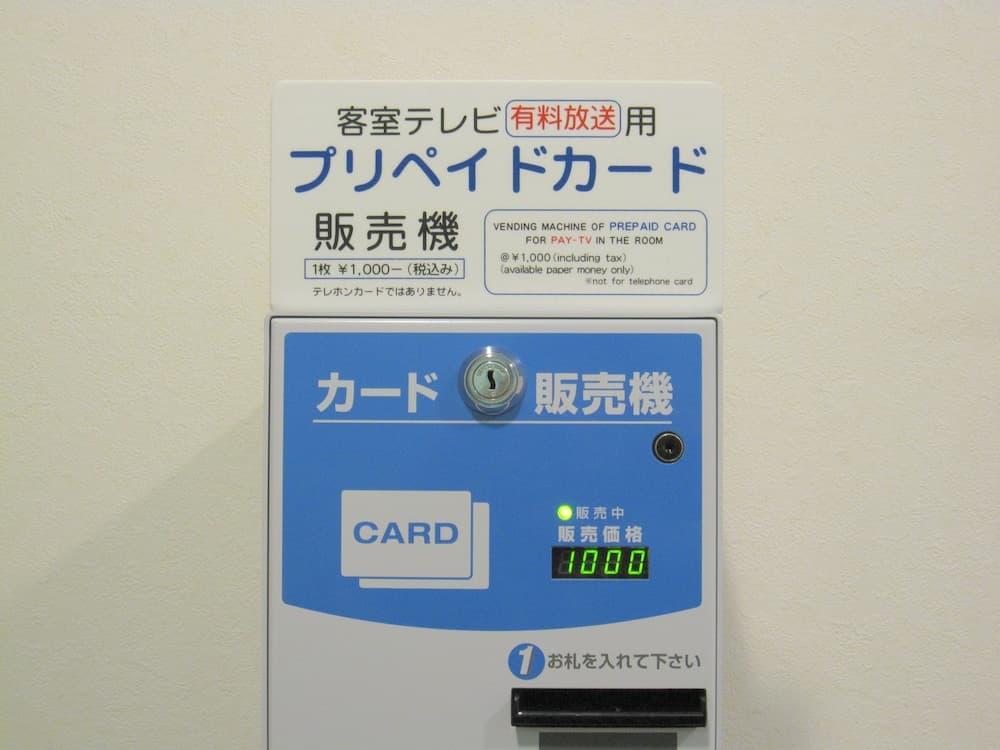 客室テレビ有料放送用
プリペイドカード
販売機
1枚 ¥1,000-(税込み)
テレホンカードではありません。
VENDING MACHINE OF PREPAID CARD
FOR PAY-TV IN THE ROOM
@¥1,000(including tax)
(available paper money only)
※not for telephone card
カード 販売機
CARD
販売中
販売価格
1000
1 お札を入れて下さい